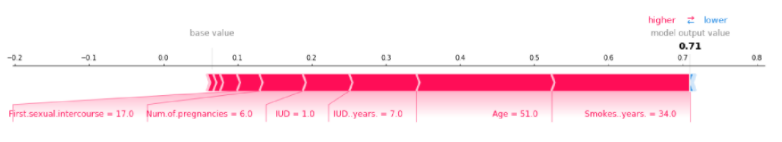 higher ⇄ lower
base value model output value
0.71
−0.2 −0.1 0.0 0.1 0.2 0.3 0.4 0.5 0.6 0.7 0.8
First.sexual.intercourse = 17.0 Num.of.pregnancies = 6.0 IUD = 1.0 IUD..years. = 7.0 Age = 51.0 Smokes..years. = 34.0